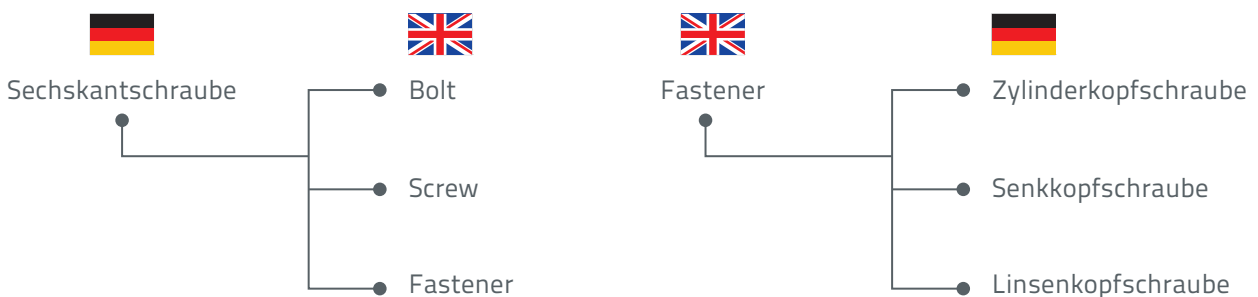 Sechskantschraube
Bolt
Screw
Fastener
Fastener
Zylinderkopfschraube
Senkkopfschraube
Linsenkopfschraube